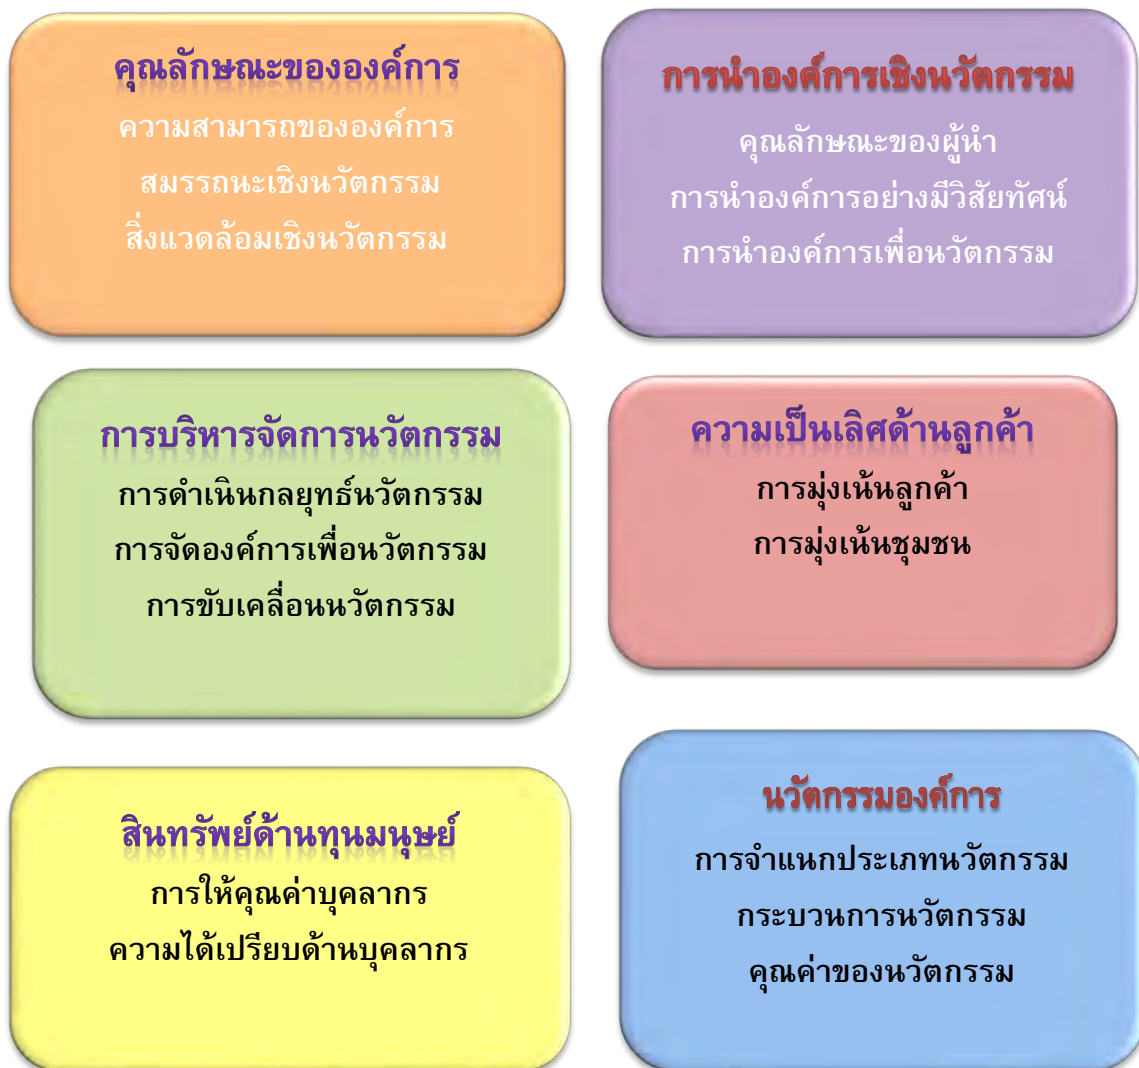 คุณลักษณะขององค์การ
ความสามารถขององค์การ
สมรรถนะเชิงนวัตกรรม
สิ่งแวดล้อมเชิงนวัตกรรม
การนำองค์การเชิงนวัตกรรม
คุณลักษณะของผู้นำ
การนำองค์การอย่างมีวิสัยทัศน์
การนำองค์การเพื่อนวัตกรรม
การบริหารจัดการนวัตกรรม
การดำเนินกลยุทธ์นวัตกรรม
การจัดองค์การเพื่อนวัตกรรม
การขับเคลื่อนนวัตกรรม
ความเป็นเลิศด้านลูกค้า
การมุ่งเน้นลูกค้า
การมุ่งเน้นชุมชน
สินทรัพย์ด้านทุนมนุษย์
การให้คุณค่าบุคลากร
ความได้เปรียบด้านบุคลากร
นวัตกรรมองค์การ
การจำแนกประเภทนวัตกรรม
กระบวนการนวัตกรรม
คุณค่าของนวัตกรรม